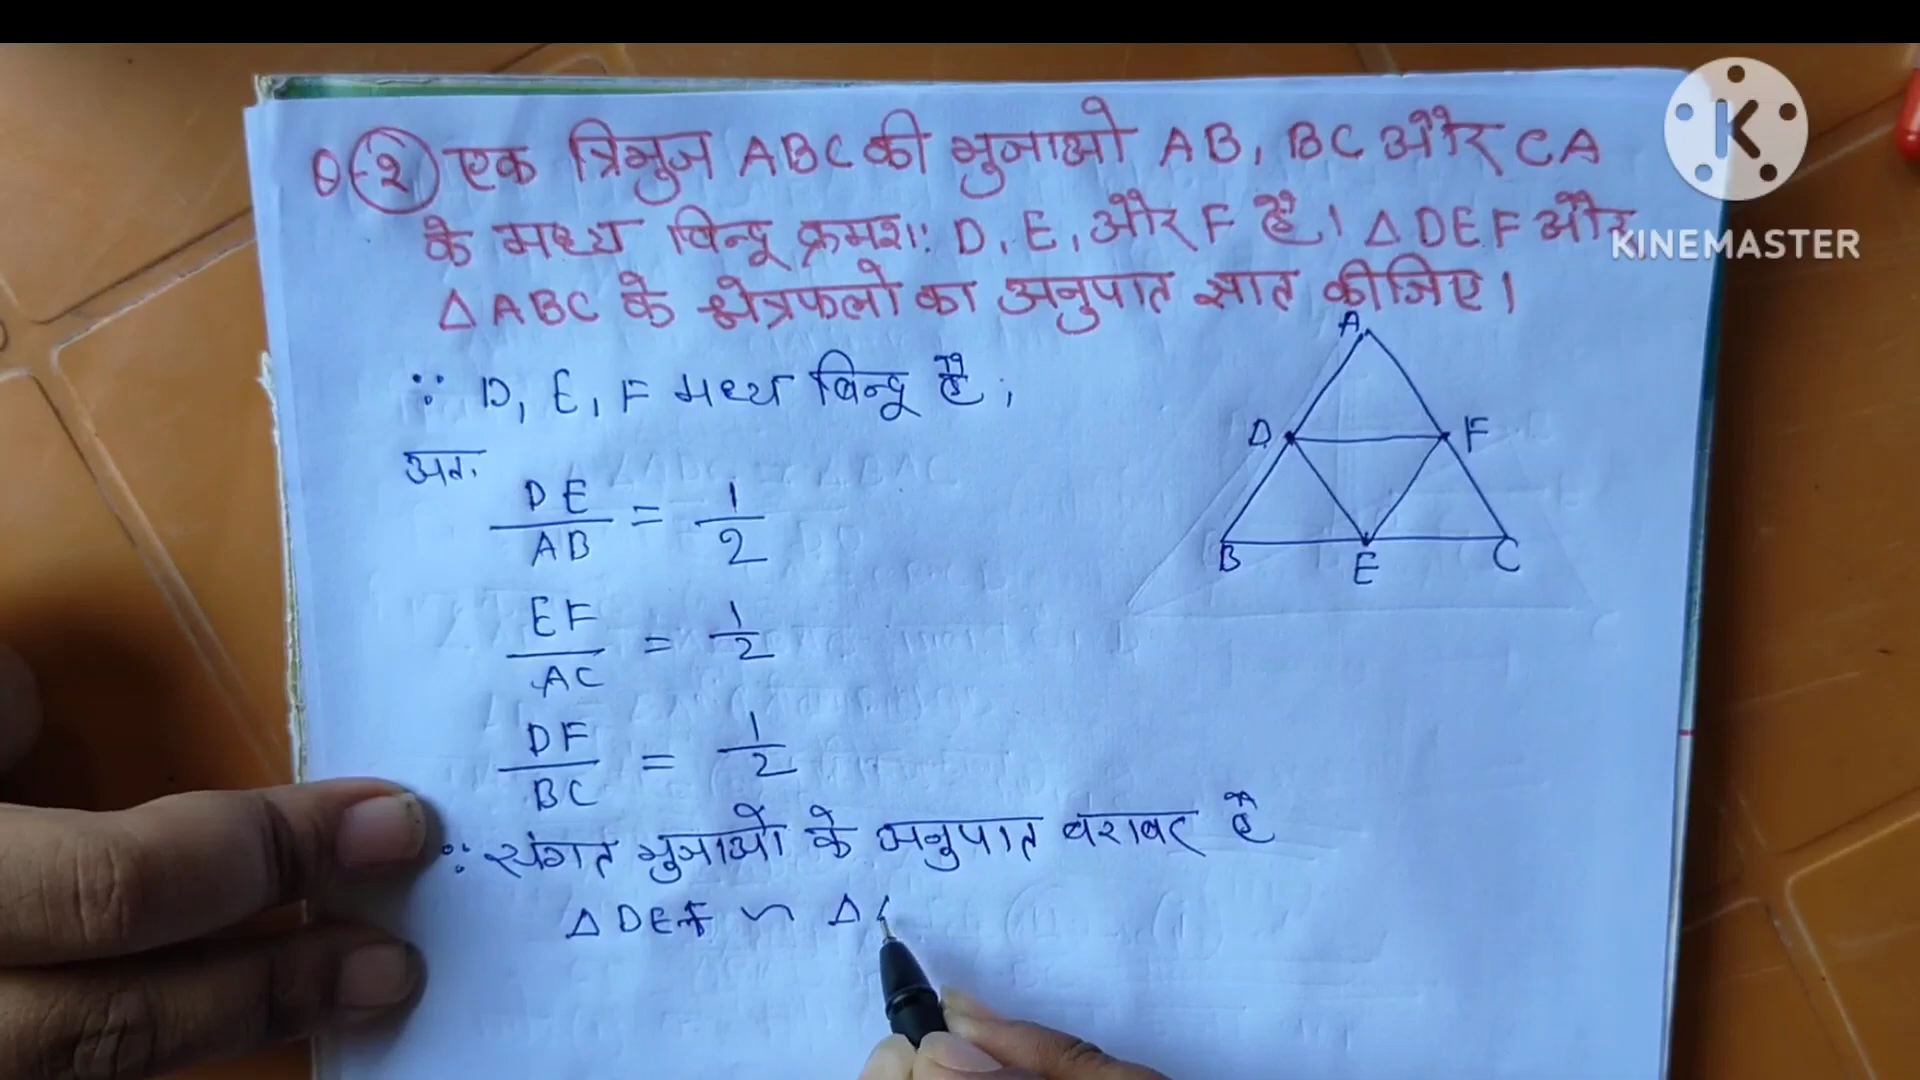 Q-२ एक त्रिभुज ABC की भुजाओ AB, BC और CA
के मध्य बिन्दू क्रमशः D, E, और F है। △DEF और
△ABC के क्षेत्रफलो का अनुपात ज्ञात कीजिए।
∵ D, E, F मध्य बिन्दू है,
अतः
DE/AB = 1/2
EF/AC = 1/2
DF/BC = 1/2
∵ संगत भुजाओं के अनुपात बराबर है
△DEF ~ △
A
D
F
B
E
C
K
KINEMASTER